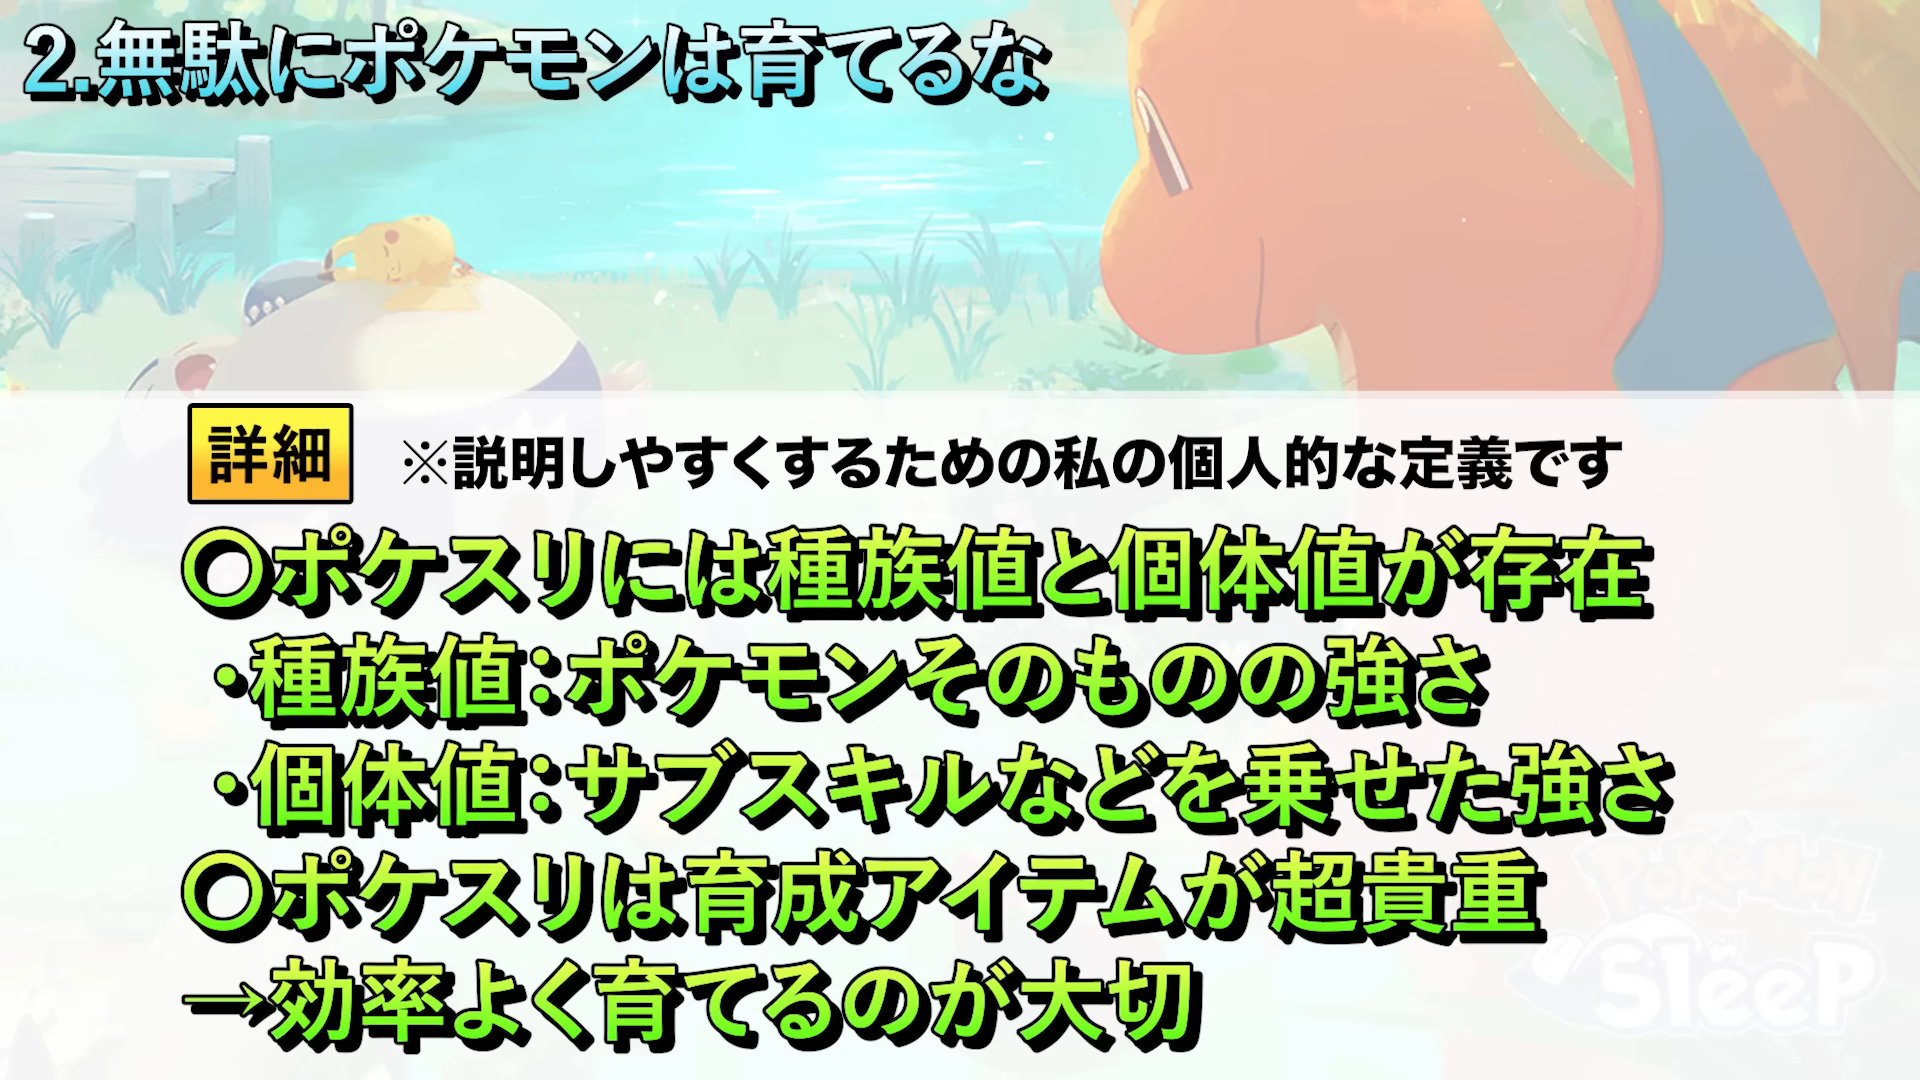 2.無駄にポケモンは育てるな
詳細
※説明しやすくするための私の個人的な定義です
〇ポケスリには種族値と個体値が存在
・種族値：ポケモンそのものの強さ
・個体値：サブスキルなどを乗せた強さ
〇ポケスリは育成アイテムが超貴重
→効率よく育てるのが大切
POKÉMON
Sleep